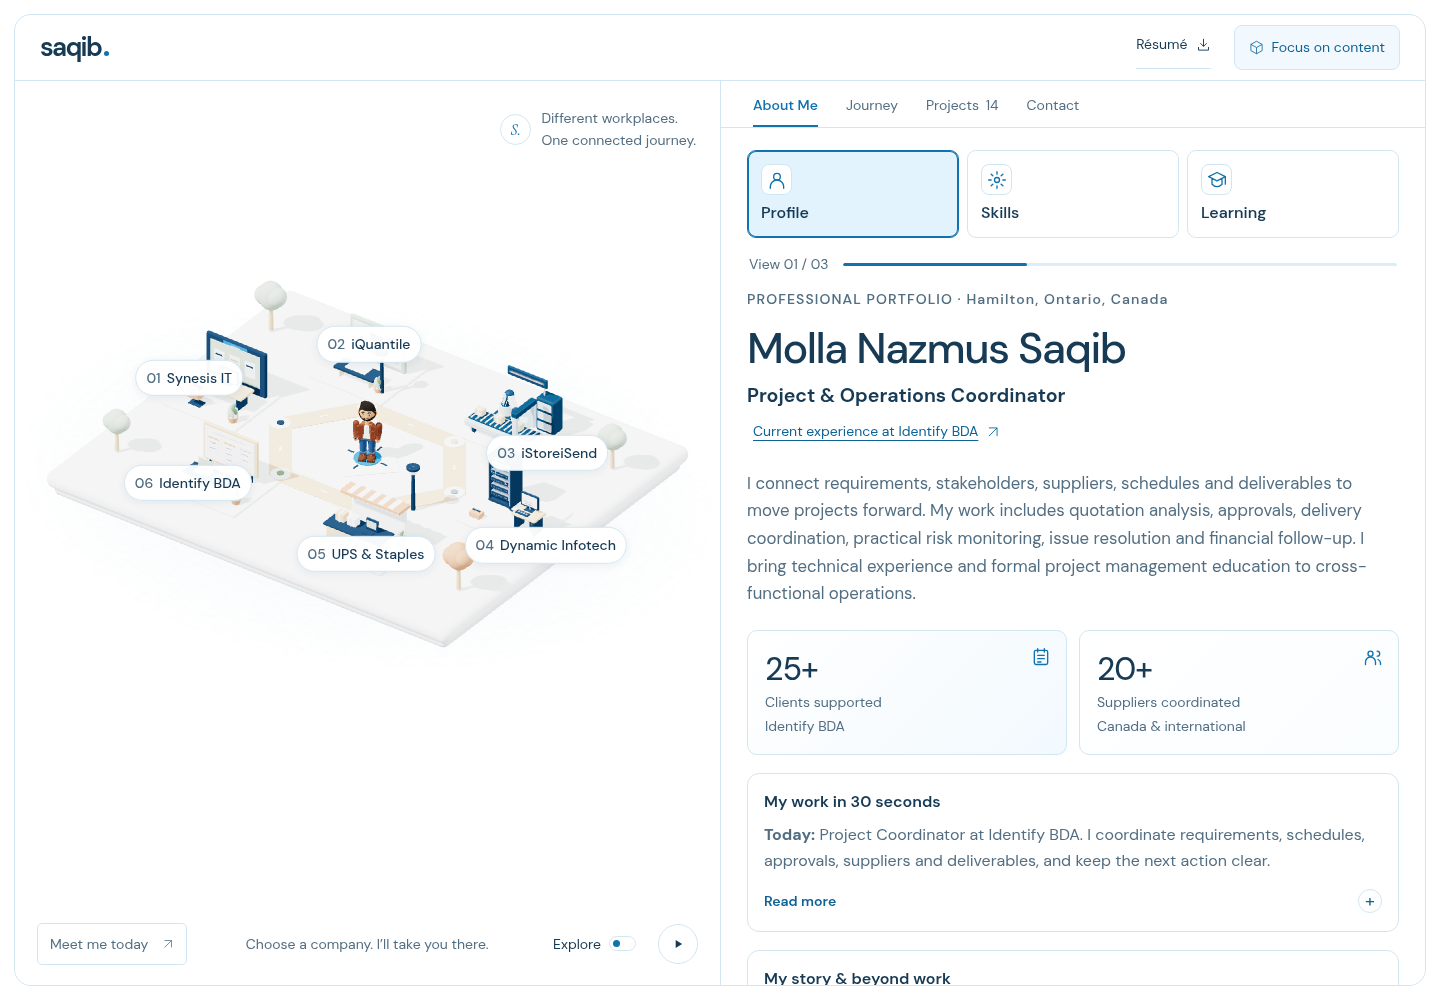 saqib.
Résumé
Focus on content
S.
Different workplaces.
One connected journey.
02 iQuantile
01 Synesis IT
03 iStoreiSend
06 Identify BDA
05 UPS & Staples
04 Dynamic Infotech
Meet me today
Choose a company. I'll take you there.
Explore
About Me
Journey
Projects 14
Contact
Profile
Skills
Learning
View 01 / 03
PROFESSIONAL PORTFOLIO · Hamilton, Ontario, Canada
Molla Nazmus Saqib
Project & Operations Coordinator
Current experience at Identify BDA
I connect requirements, stakeholders, suppliers, schedules and deliverables to
move projects forward. My work includes quotation analysis, approvals, delivery
coordination, practical risk monitoring, issue resolution and financial follow-up. I
bring technical experience and formal project management education to cross-
functional operations.
25+
Clients supported
Identify BDA
20+
Suppliers coordinated
Canada & international
My work in 30 seconds
Today: Project Coordinator at Identify BDA. I coordinate requirements, schedules,
approvals, suppliers and deliverables, and keep the next action clear.
Read more
My story & beyond work